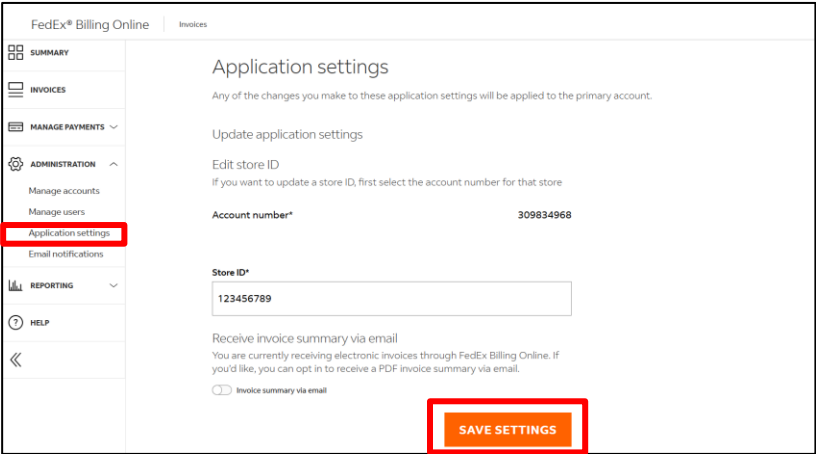 FedEx® Billing Online
Invoices
SUMMARY
INVOICES
MANAGE PAYMENTS
ADMINISTRATION
Manage accounts
Manage users
Application settings
Email notifications
REPORTING
HELP
Application settings
Any of the changes you make to these application settings will be applied to the primary account.
Update application settings
Edit store ID
If you want to update a store ID, first select the account number for that store
Account number* 309834968
Store ID*
123456789
Receive invoice summary via email
You are currently receiving electronic invoices through FedEx Billing Online. If
you'd like, you can opt in to receive a PDF invoice summary via email.
Invoice summary via email
SAVE SETTINGS